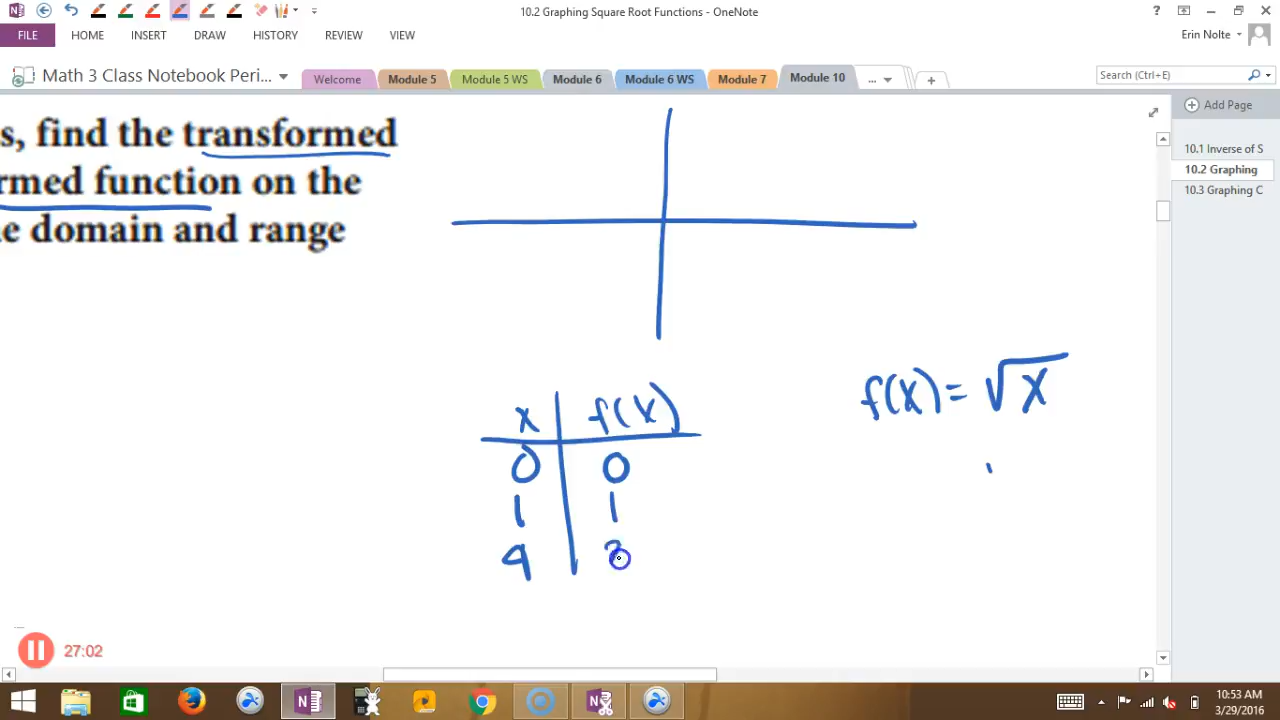 10.2 Graphing Square Root Functions - OneNote
?
FILE HOME INSERT DRAW HISTORY REVIEW VIEW
Erin Nolte
Math 3 Class Notebook Peri...
Welcome Module 5 Module 5 WS Module 6 Module 6 WS Module 7 Module 10 ... +
Search (Ctrl+E)
Add Page
10.1 Inverse of S
10.2 Graphing
10.3 Graphing C
s, find the transformed
rmed function on the
e domain and range
f(x) = √x
x f(x)
0 0
1 1
4
27:02
10:53 AM
3/29/2016